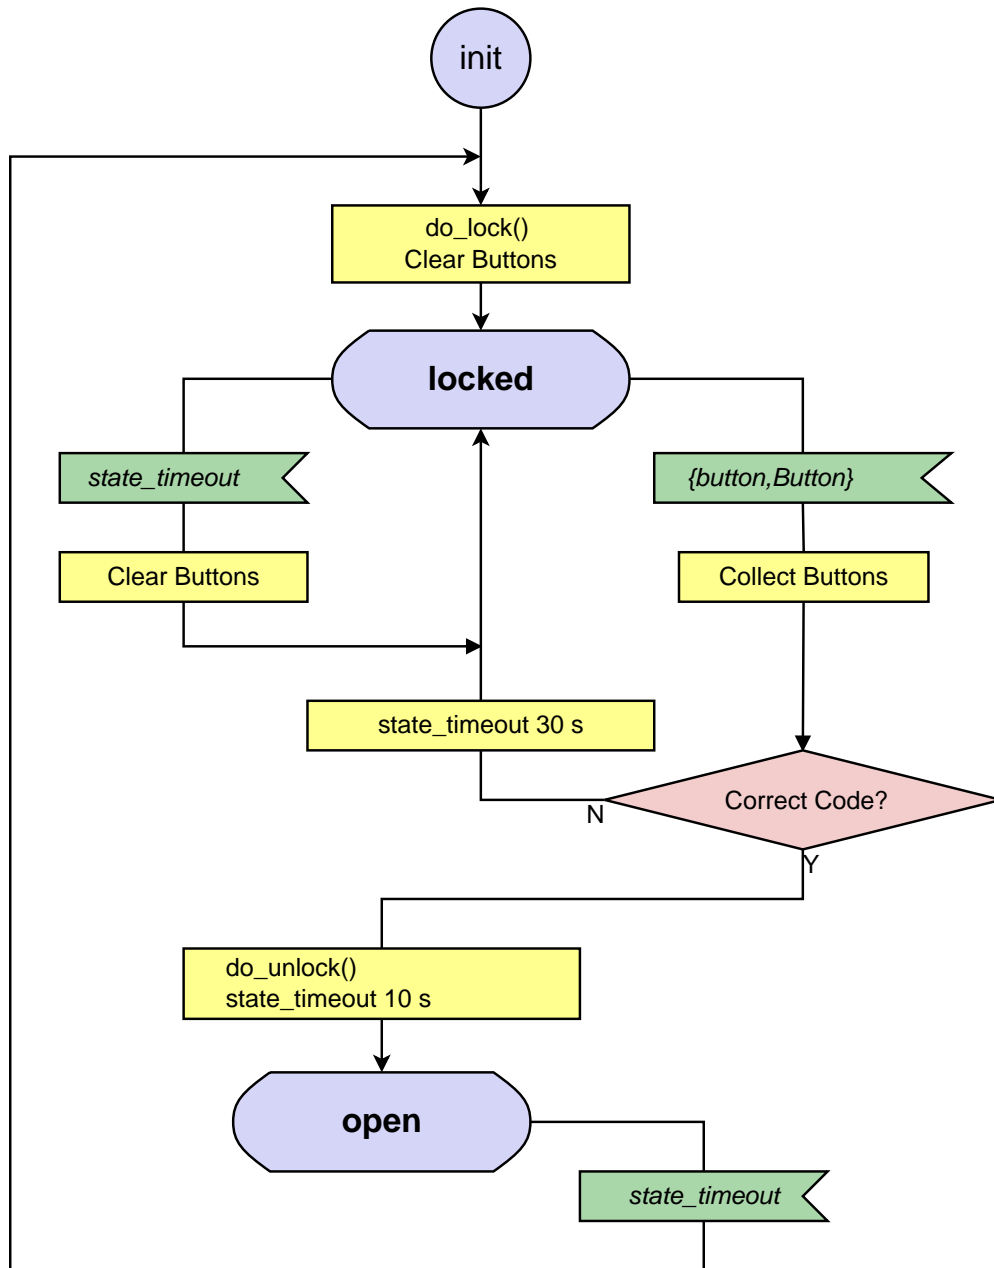 init
do_lock()
Clear Buttons
locked
state_timeout
{button,Button}
Clear Buttons
Collect Buttons
state_timeout 30 s
Correct Code?
N
Y
do_unlock()
state_timeout 10 s
open
state_timeout